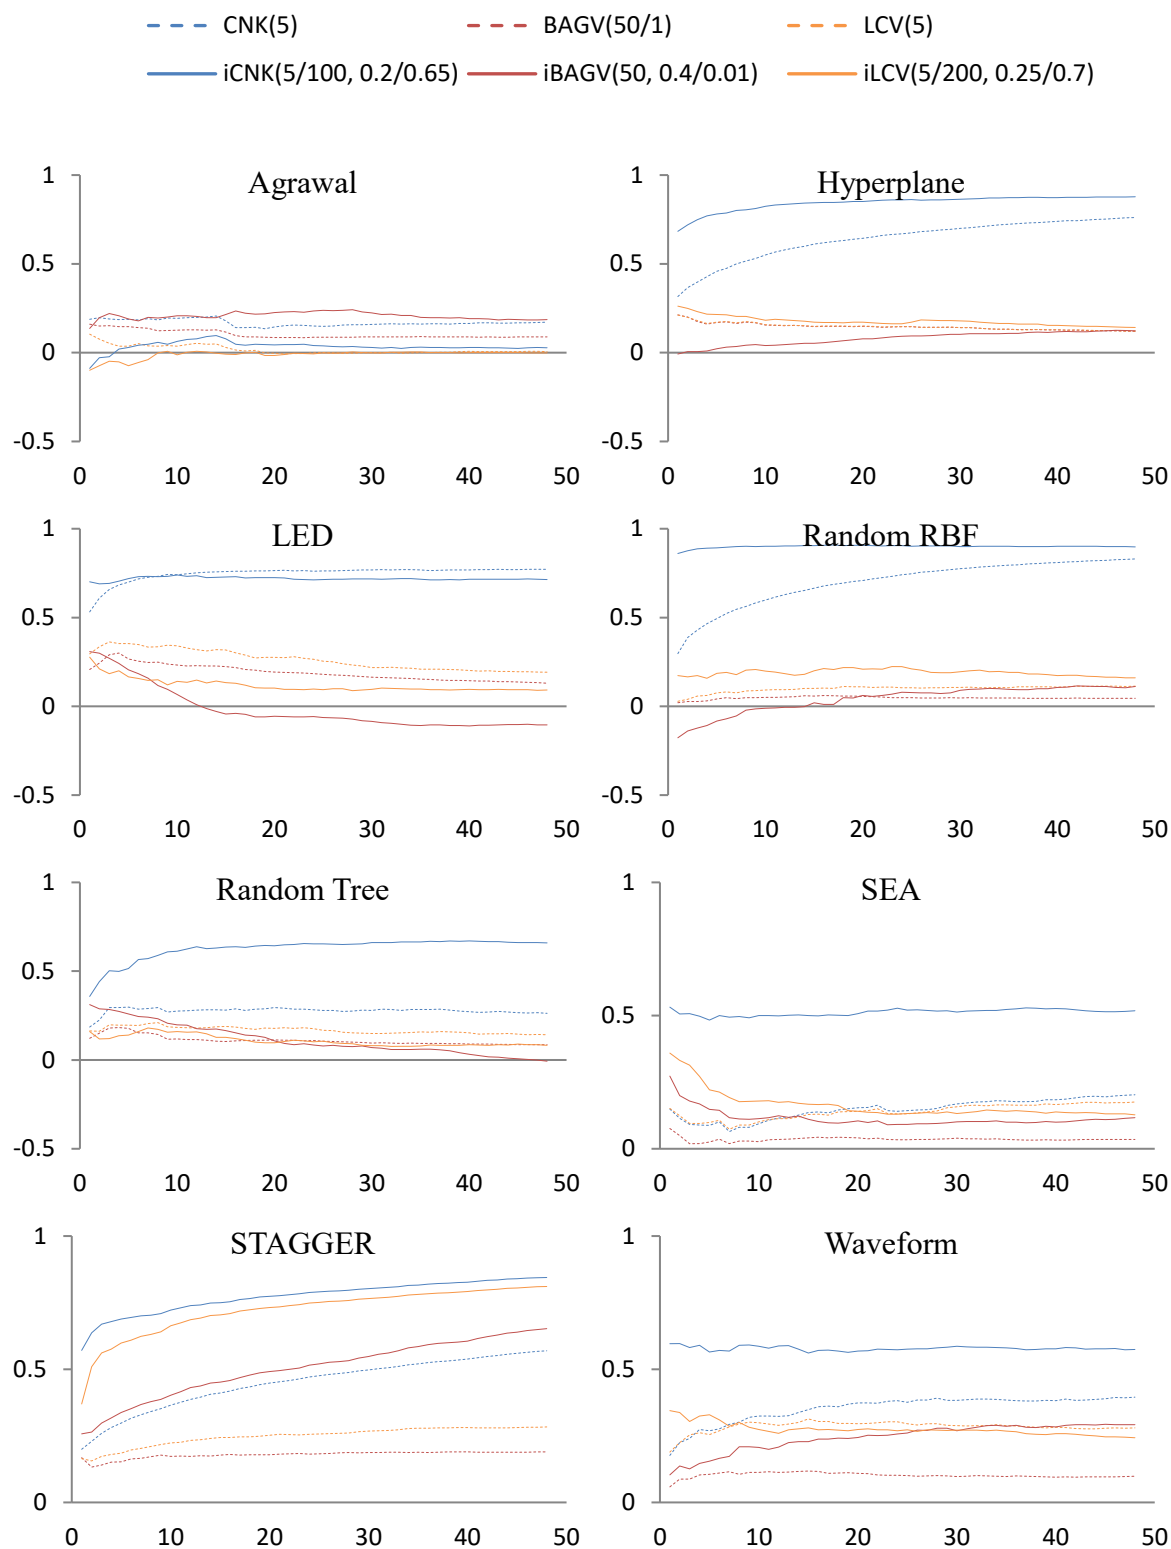 CNK(5) BAGV(50/1) LCV(5)
iCNK(5/100, 0.2/0.65) iBAGV(50, 0.4/0.01) iLCV(5/200, 0.25/0.7)
Agrawal
1
0.5
0
-0.5
0 10 20 30 40 50
Hyperplane
1
0.5
0
-0.5
0 10 20 30 40 50
LED
1
0.5
0
-0.5
0 10 20 30 40 50
Random RBF
1
0.5
0
-0.5
0 10 20 30 40 50
Random Tree
1
0.5
0
-0.5
0 10 20 30 40 50
SEA
1
0.5
0
0 10 20 30 40 50
STAGGER
1
0.5
0
0 10 20 30 40 50
Waveform
1
0.5
0
0 10 20 30 40 50